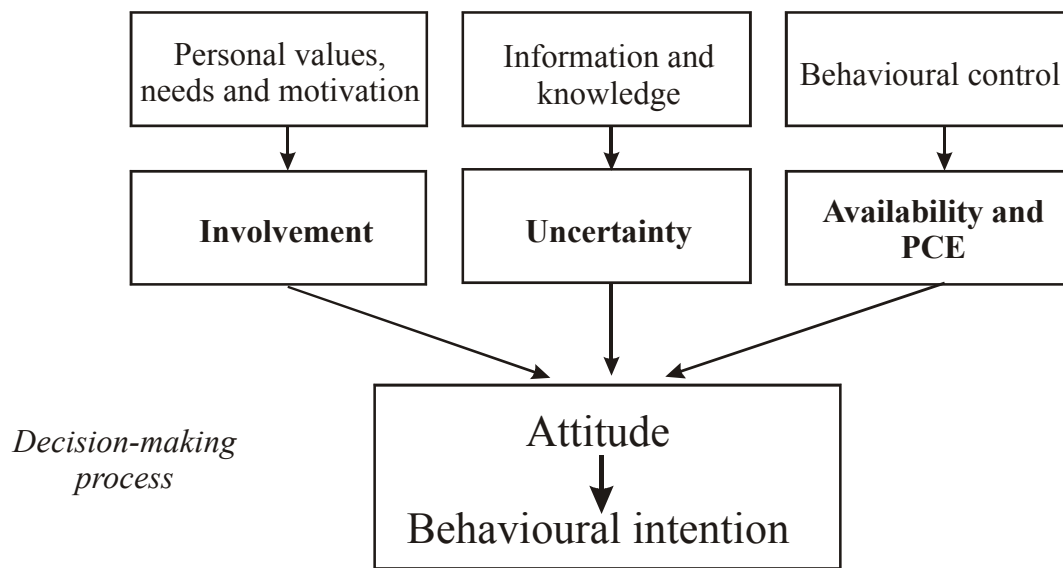 Personal values,
needs and motivation
Information and
knowledge
Behavioural control
Involvement
Uncertainty
Availability and
PCE
Decision-making
process
Attitude
Behavioural intention